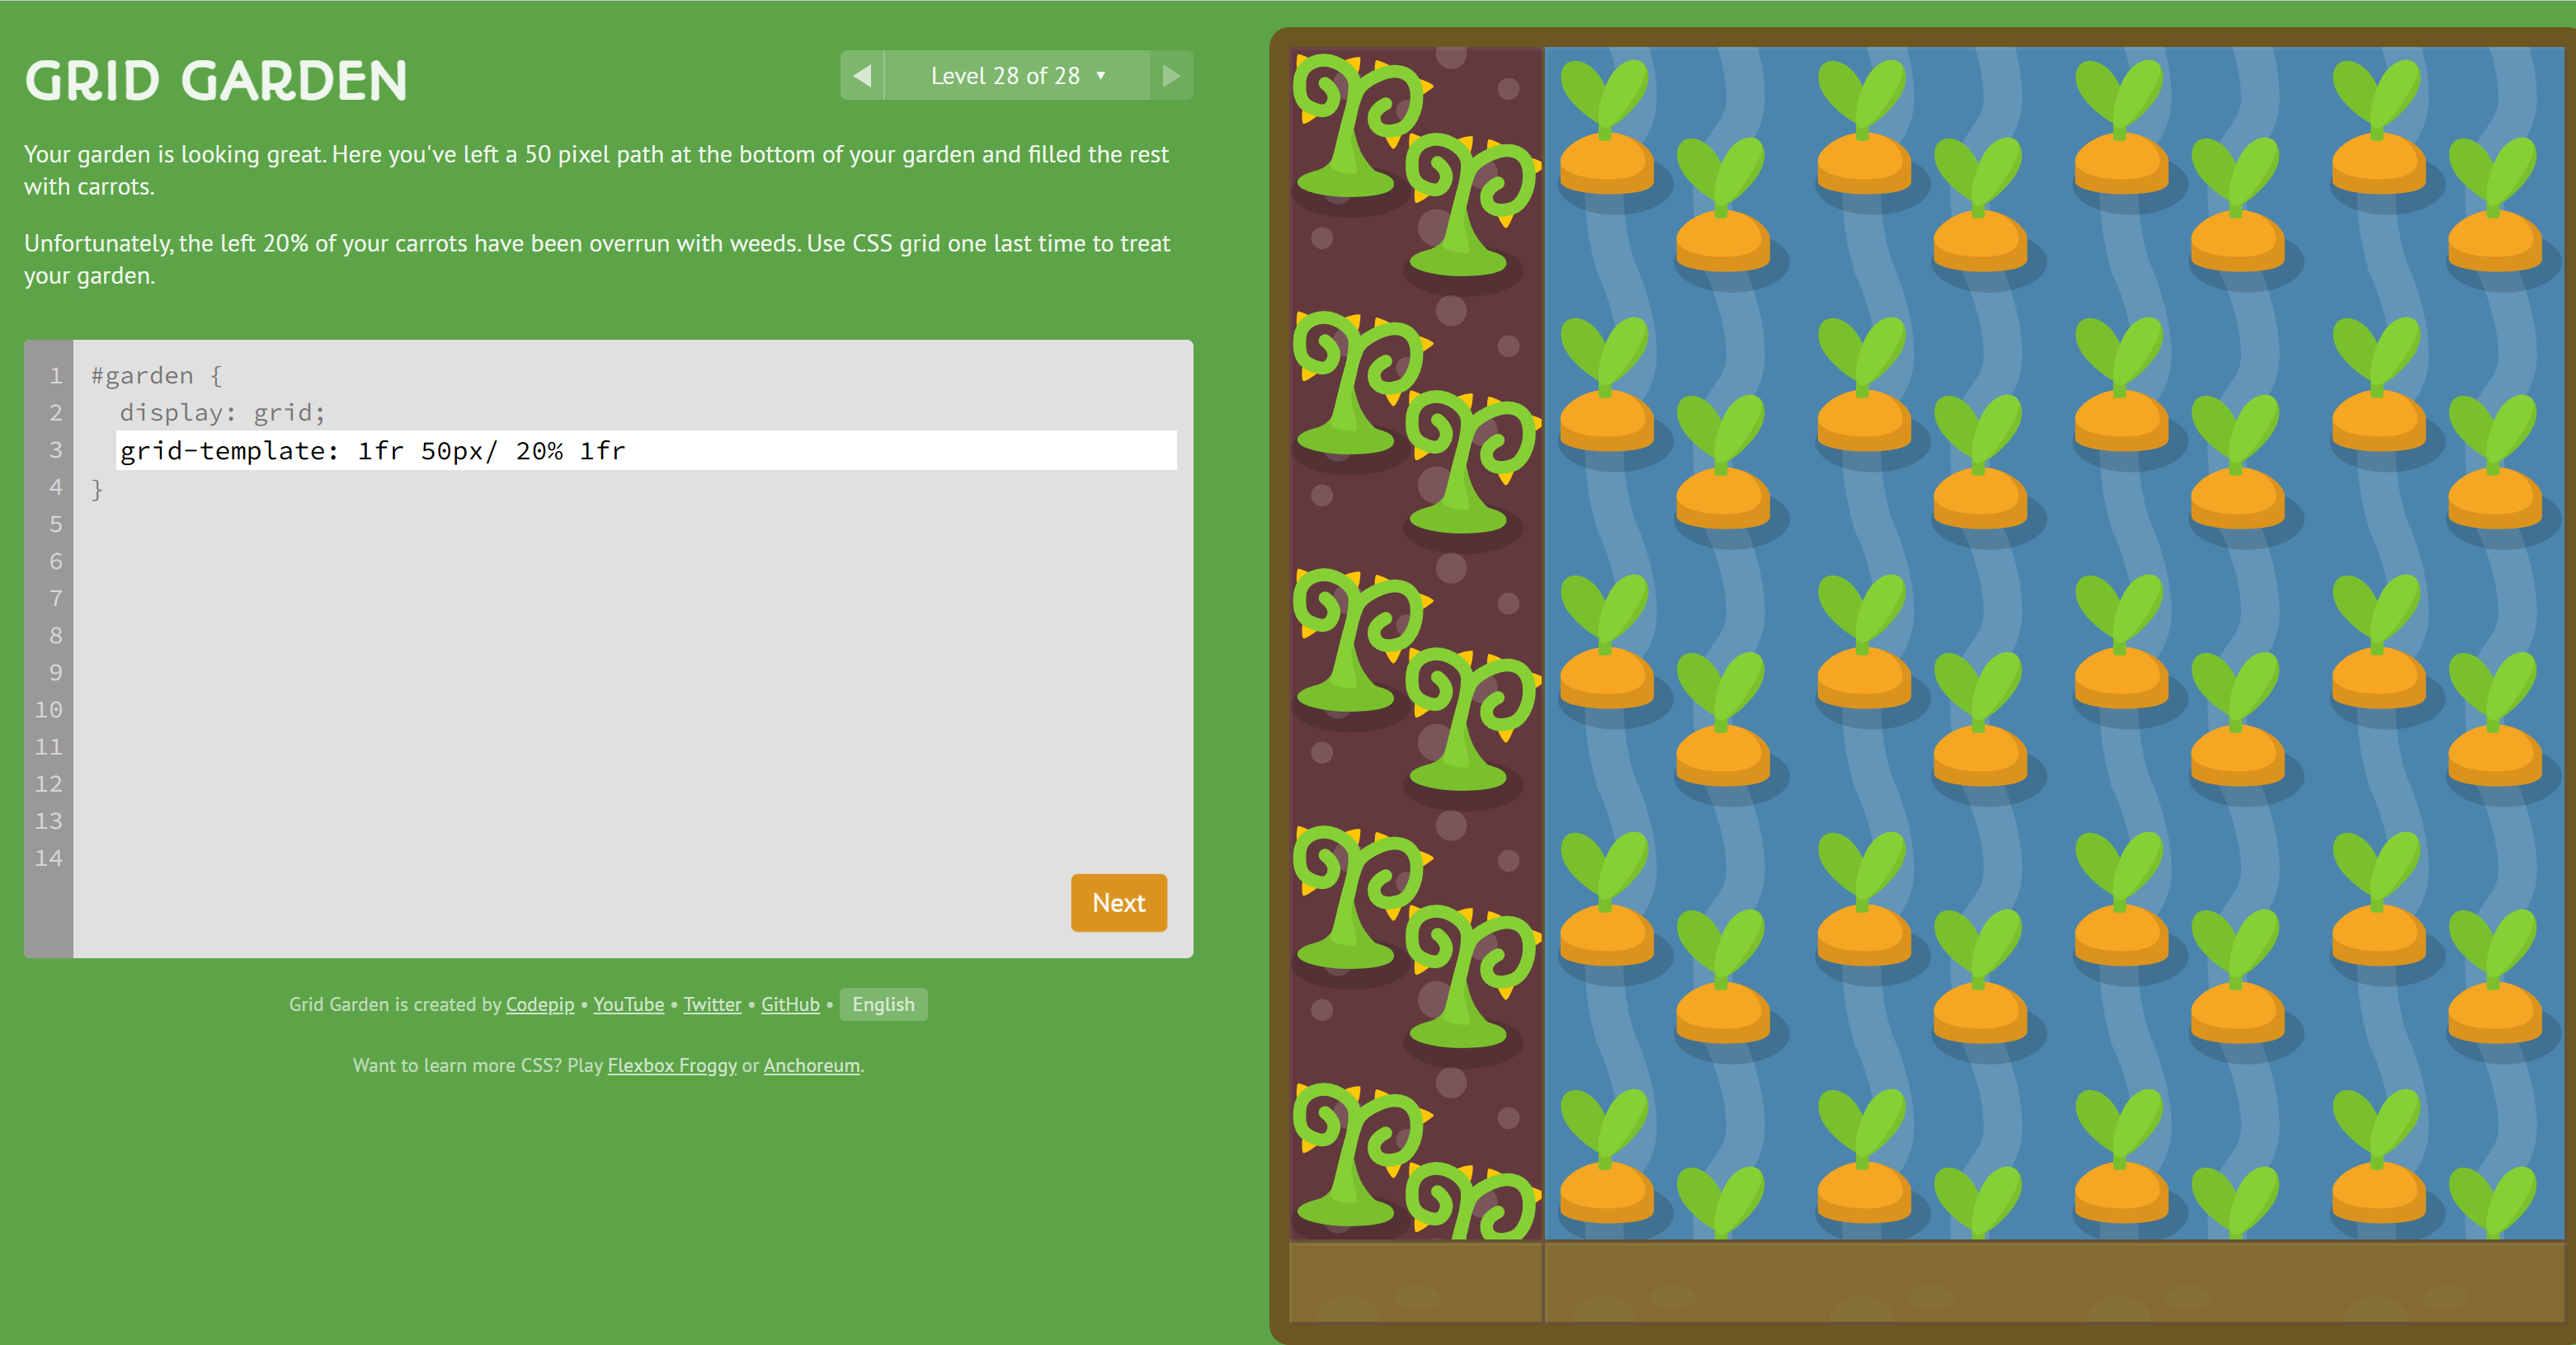 GRID GARDEN
Level 28 of 28 ▼
Your garden is looking great. Here you've left a 50 pixel path at the bottom of your garden and filled the rest
with carrots.
Unfortunately, the left 20% of your carrots have been overrun with weeds. Use CSS grid one last time to treat
your garden.
1 #garden {
2 display: grid;
3 grid-template: 1fr 50px/ 20% 1fr
4 }
5
6
7
8
9
10
11
12
13
14
Next
Grid Garden is created by Codepip • YouTube • Twitter • GitHub • English
Want to learn more CSS? Play Flexbox Froggy or Anchoreum.